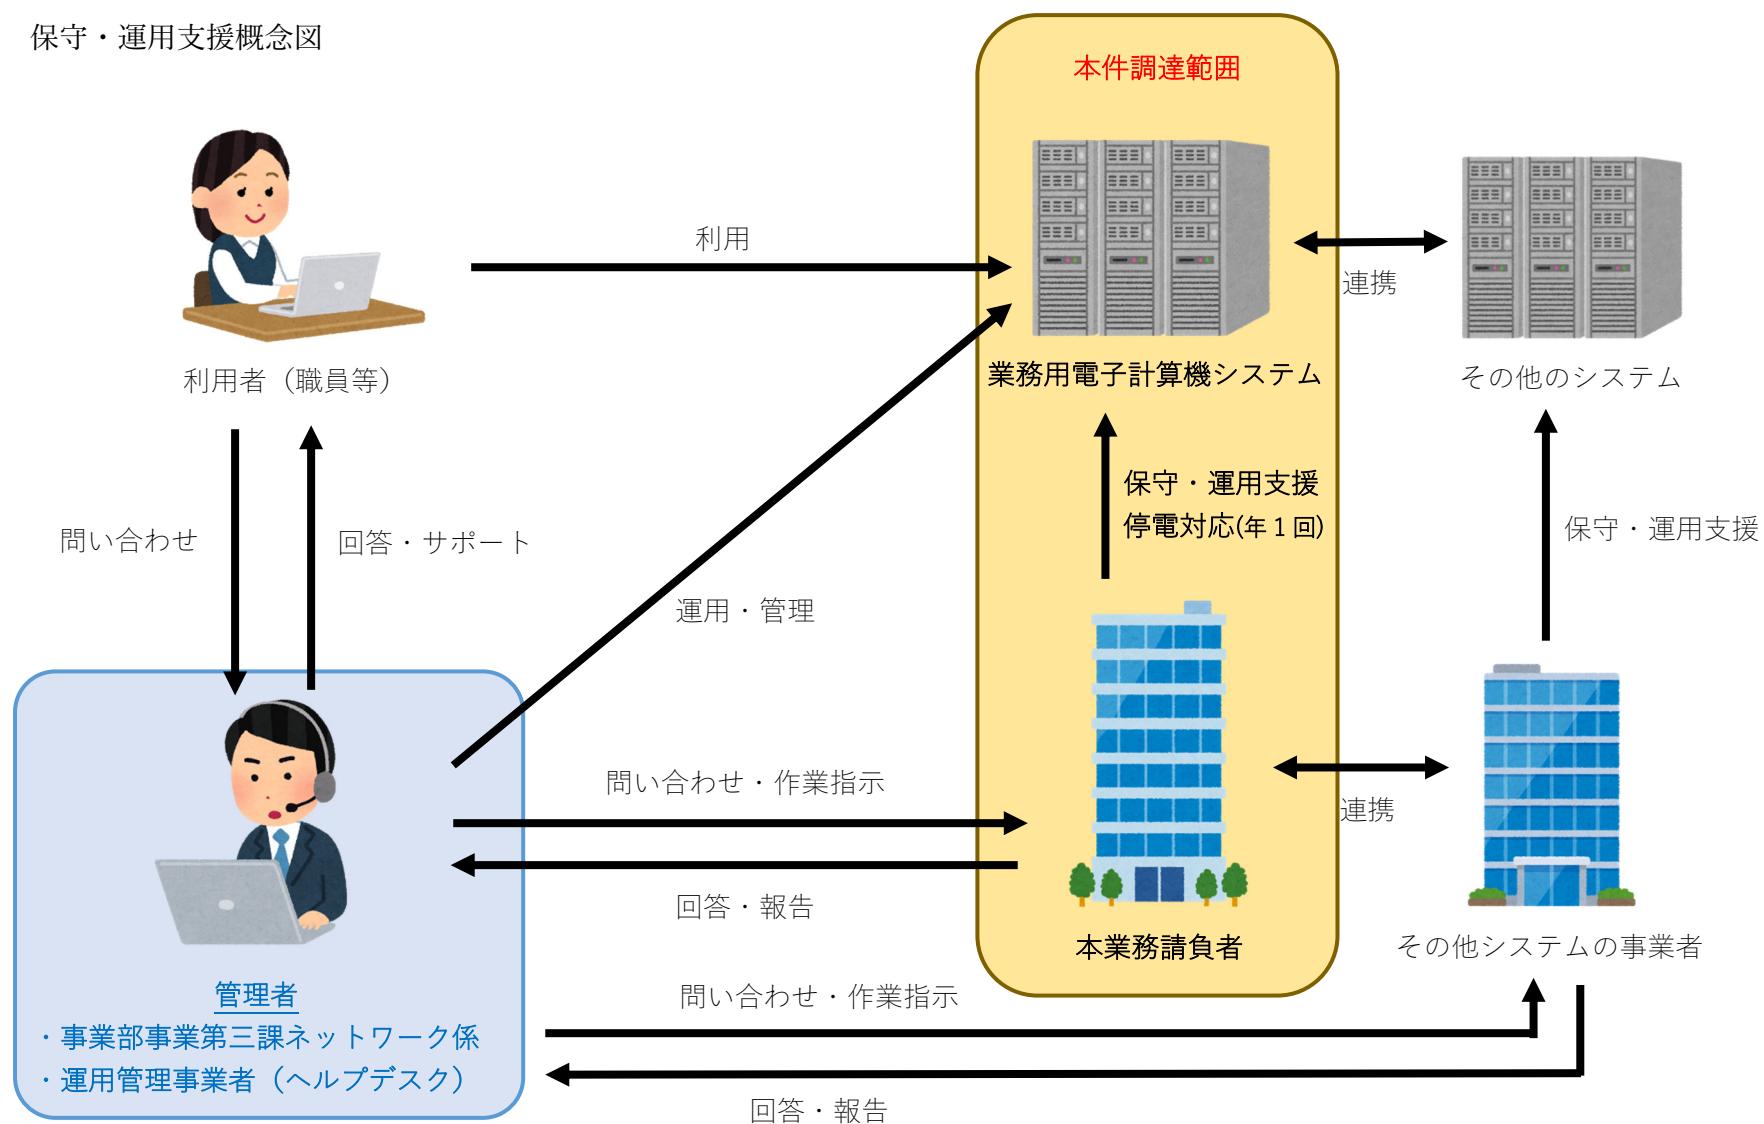 保守・運用支援概念図
本件調達範囲
利用
連携
利用者（職員等）
業務用電子計算機システム
その他のシステム
保守・運用支援
停電対応(年１回)
保守・運用支援
問い合わせ
回答・サポート
運用・管理
問い合わせ・作業指示
連携
回答・報告
本業務請負者
その他システムの事業者
管理者
・事業部事業第三課ネットワーク係
・運用管理事業者（ヘルプデスク）
問い合わせ・作業指示
回答・報告